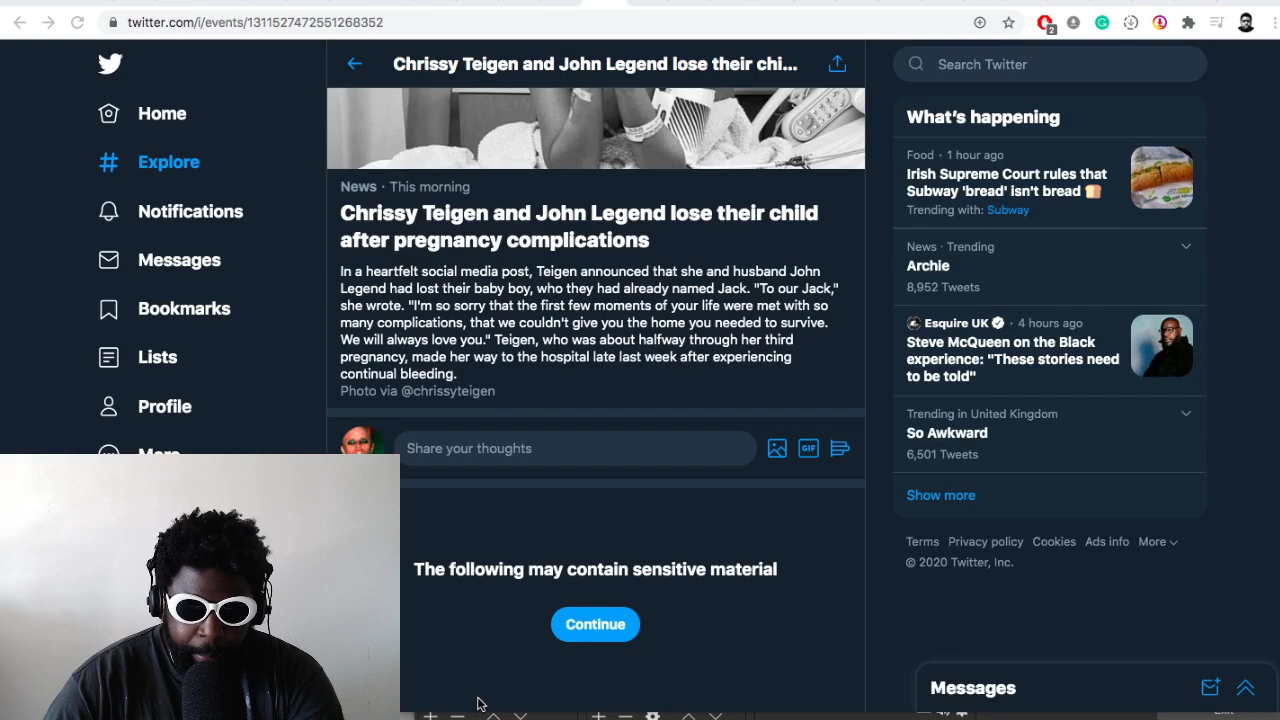 twitter.com/i/events/1311527472551268352
2
Home
Explore
Notifications
Messages
Bookmarks
Lists
Profile
More
Chrissy Teigen and John Legend lose their chi...
News · This morning
Chrissy Teigen and John Legend lose their child
after pregnancy complications
In a heartfelt social media post, Teigen announced that she and husband John
Legend had lost their baby boy, who they had already named Jack. "To our Jack,"
she wrote. "I'm so sorry that the first few moments of your life were met with so
many complications, that we couldn't give you the home you needed to survive.
We will always love you." Teigen, who was about halfway through her third
pregnancy, made her way to the hospital late last week after experiencing
continual bleeding.
Photo via @chrissyteigen
Share your thoughts
GIF
The following may contain sensitive material
Continue
Search Twitter
What's happening
Food · 1 hour ago
Irish Supreme Court rules that
Subway 'bread' isn't bread 🍞
Trending with: Subway
News · Trending
Archie
8,952 Tweets
Esquire UK · 4 hours ago
Steve McQueen on the Black
experience: "These stories need
to be told"
Trending in United Kingdom
So Awkward
6,501 Tweets
Show more
Terms Privacy policy Cookies Ads info More
© 2020 Twitter, Inc.
Messages